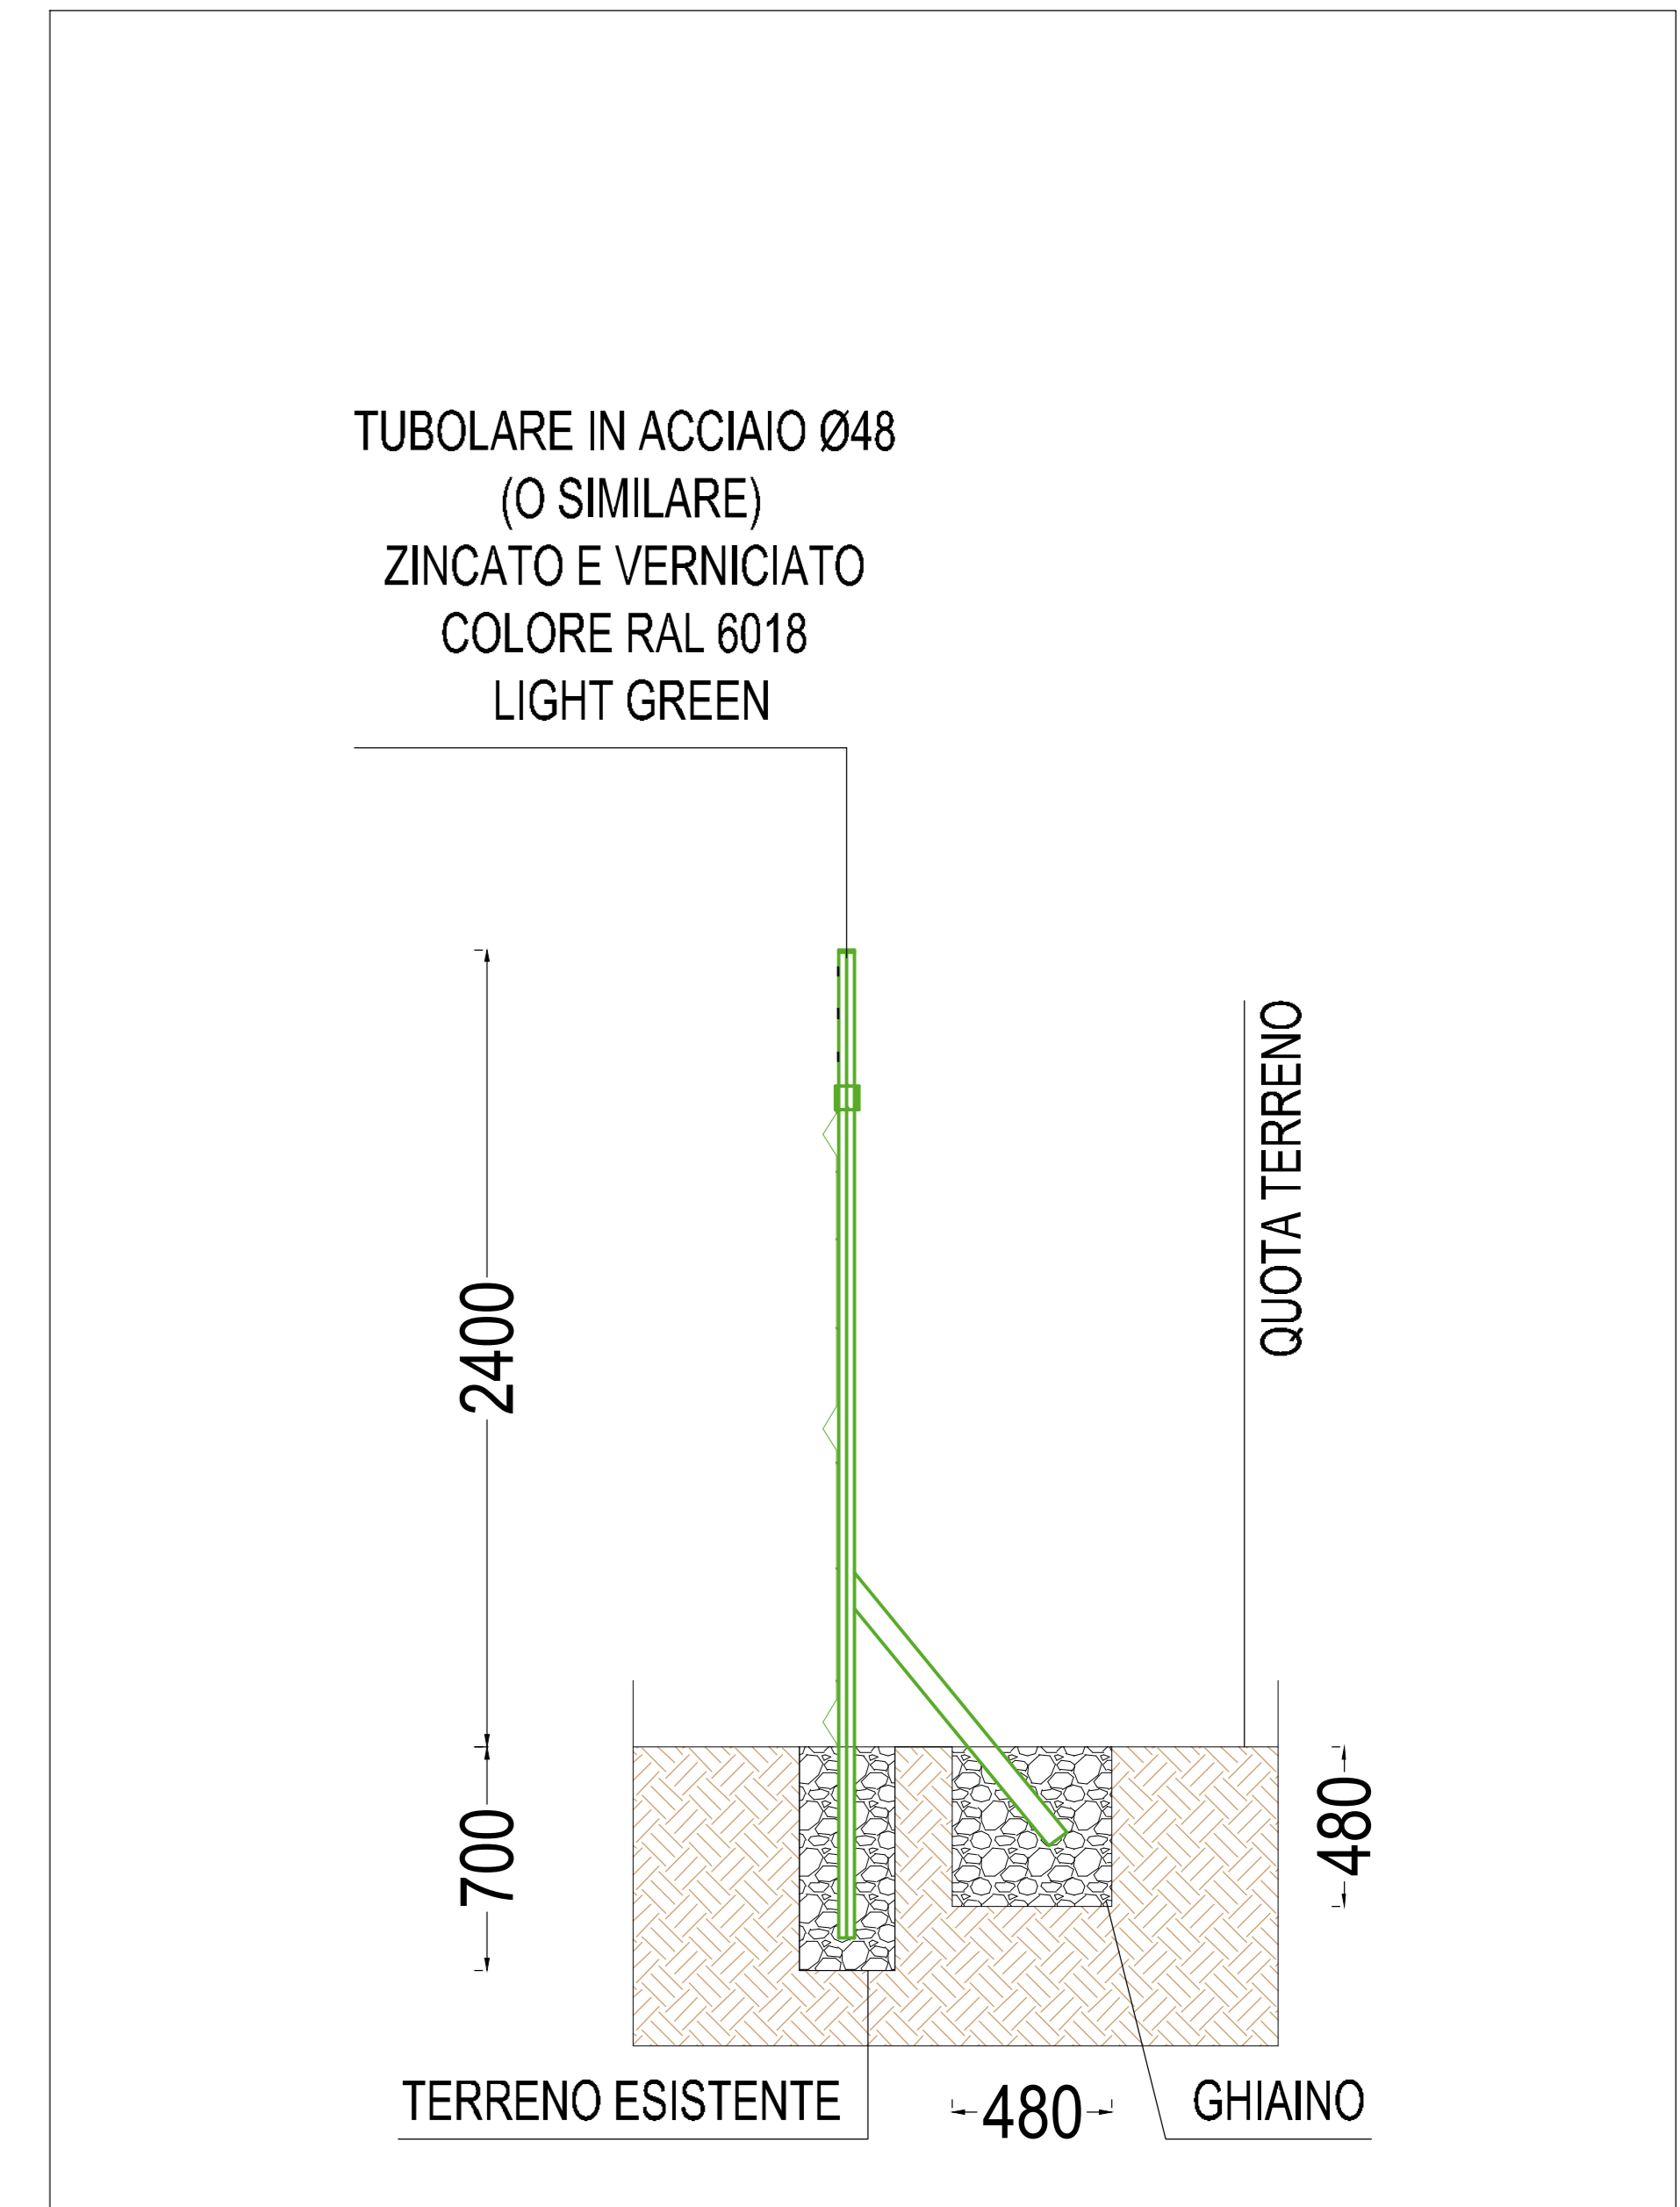 TUBOLARE IN ACCIAIO Ø48
(O SIMILARE)
ZINCATO E VERNICIATO
COLORE RAL 6018
LIGHT GREEN
QUOTA TERRENO
2400
700
480
TERRENO ESISTENTE
480
GHIAINO